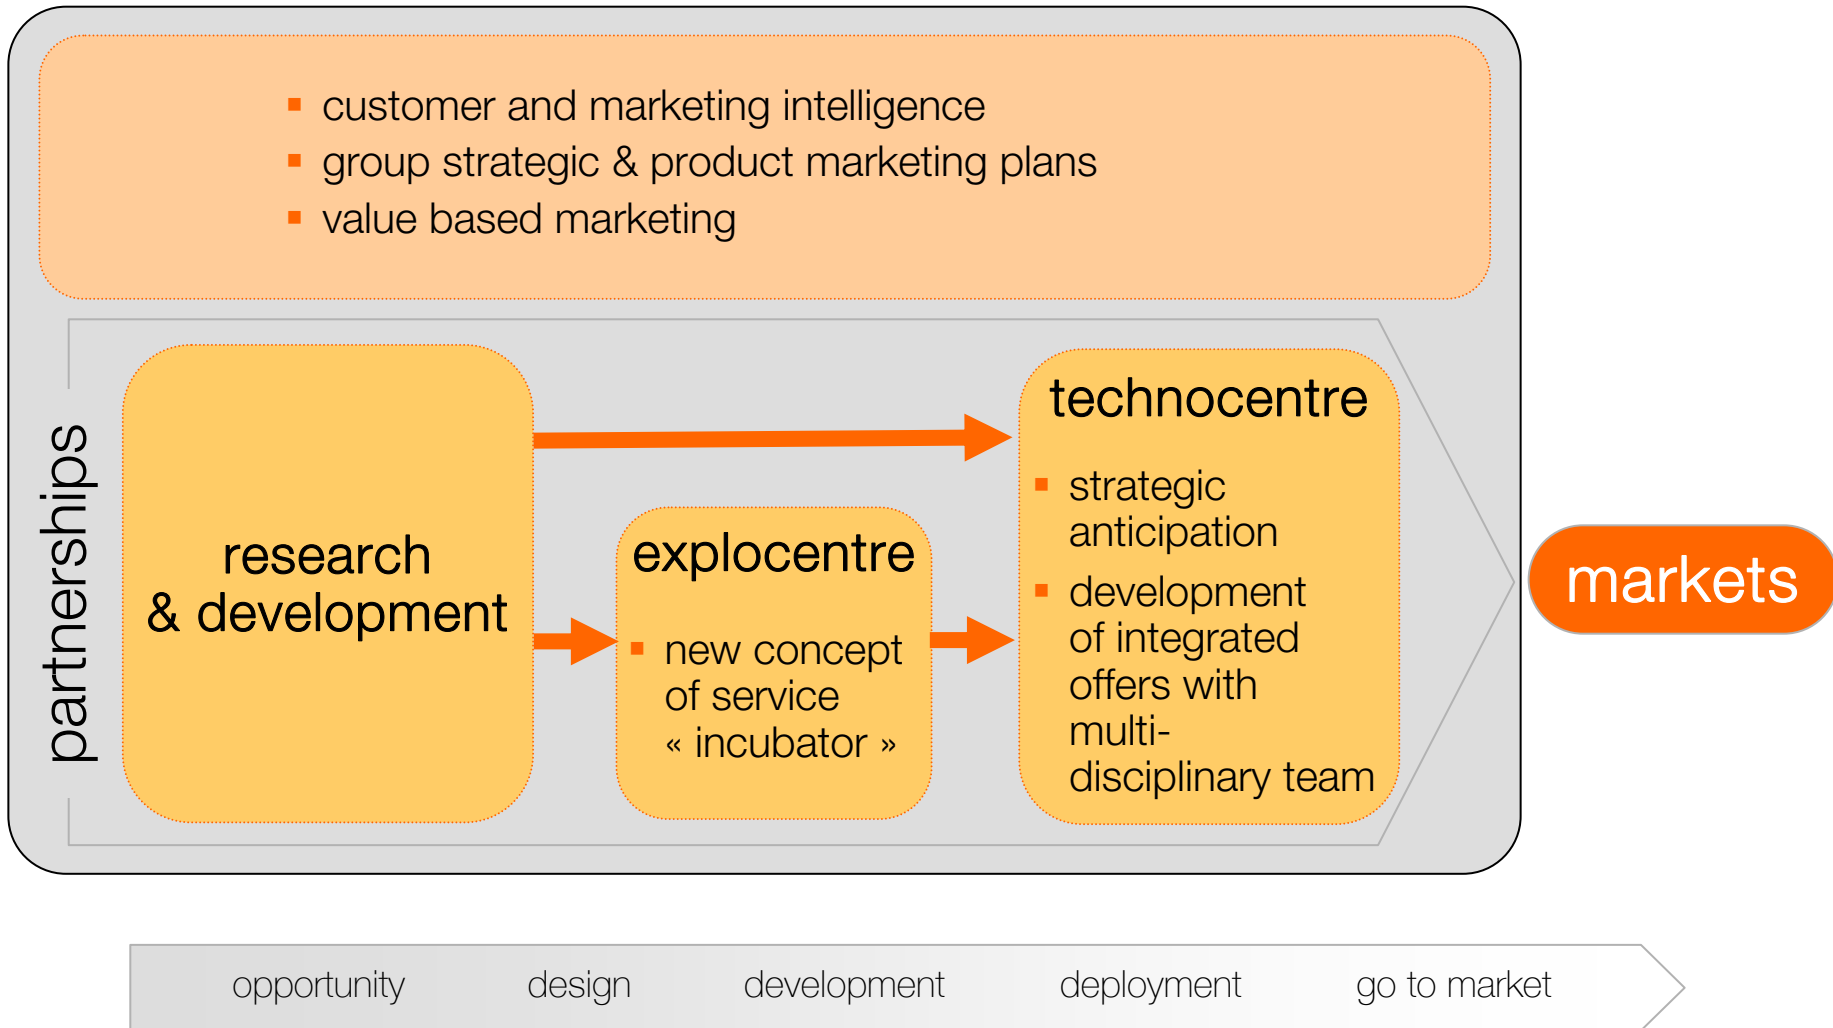 customer and marketing intelligence
group strategic & product marketing plans
value based marketing
partnerships
research
& development
explocentre
new concept
of service
« incubator »
technocentre
strategic
anticipation
development
of integrated
offers with
multi-
disciplinary team
markets
opportunity design development deployment go to market